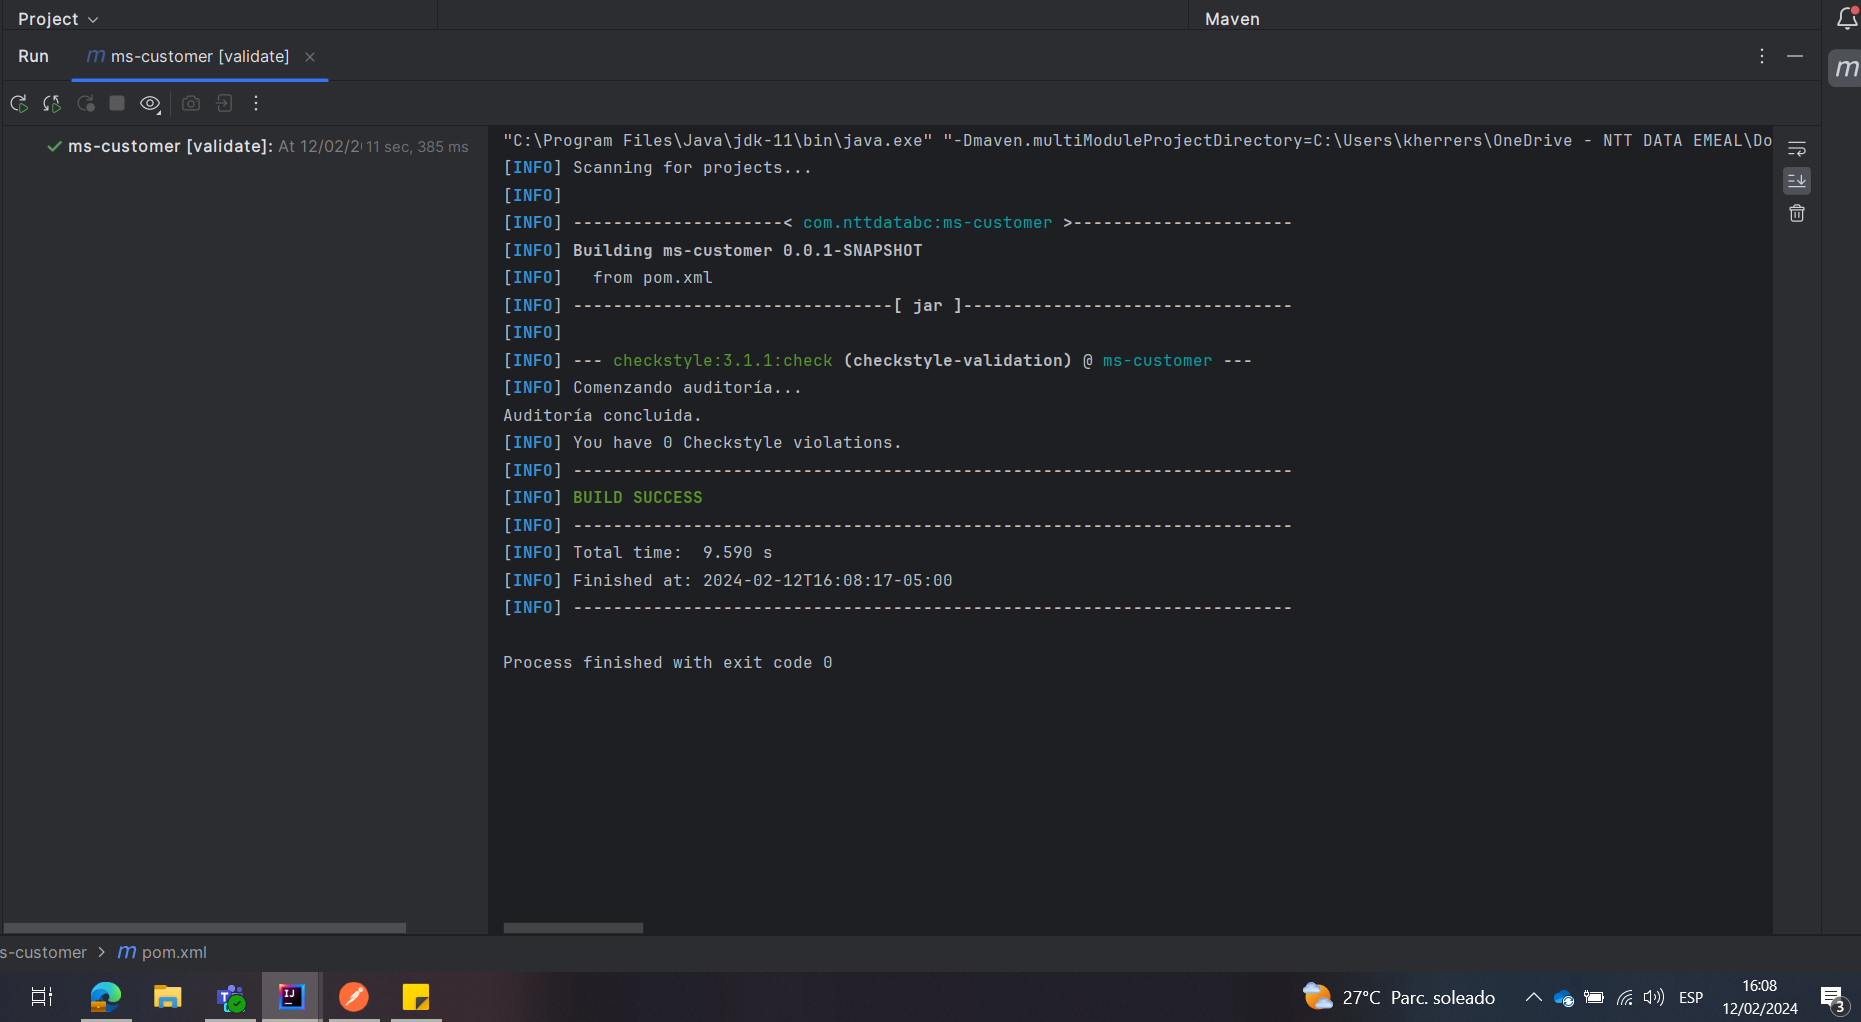 Project
Maven
Run
m ms-customer [validate]
ms-customer [validate]: At 12/02/2 11 sec, 385 ms
"C:\Program Files\Java\jdk-11\bin\java.exe" "-Dmaven.multiModuleProjectDirectory=C:\Users\kherrers\OneDrive - NTT DATA EMEAL\Do
[INFO] Scanning for projects...
[INFO]
[INFO] ---------------------< com.nttdatabc:ms-customer >----------------------
[INFO] Building ms-customer 0.0.1-SNAPSHOT
[INFO]   from pom.xml
[INFO] --------------------------------[ jar ]---------------------------------
[INFO]
[INFO] --- checkstyle:3.1.1:check (checkstyle-validation) @ ms-customer ---
[INFO] Comenzando auditoría...
Auditoría concluida.
[INFO] You have 0 Checkstyle violations.
[INFO] ------------------------------------------------------------------------
[INFO] BUILD SUCCESS
[INFO] ------------------------------------------------------------------------
[INFO] Total time:  9.590 s
[INFO] Finished at: 2024-02-12T16:08:17-05:00
[INFO] ------------------------------------------------------------------------
Process finished with exit code 0
s-customer > m pom.xml
27°C Parc. soleado
ESP
16:08
12/02/2024
3